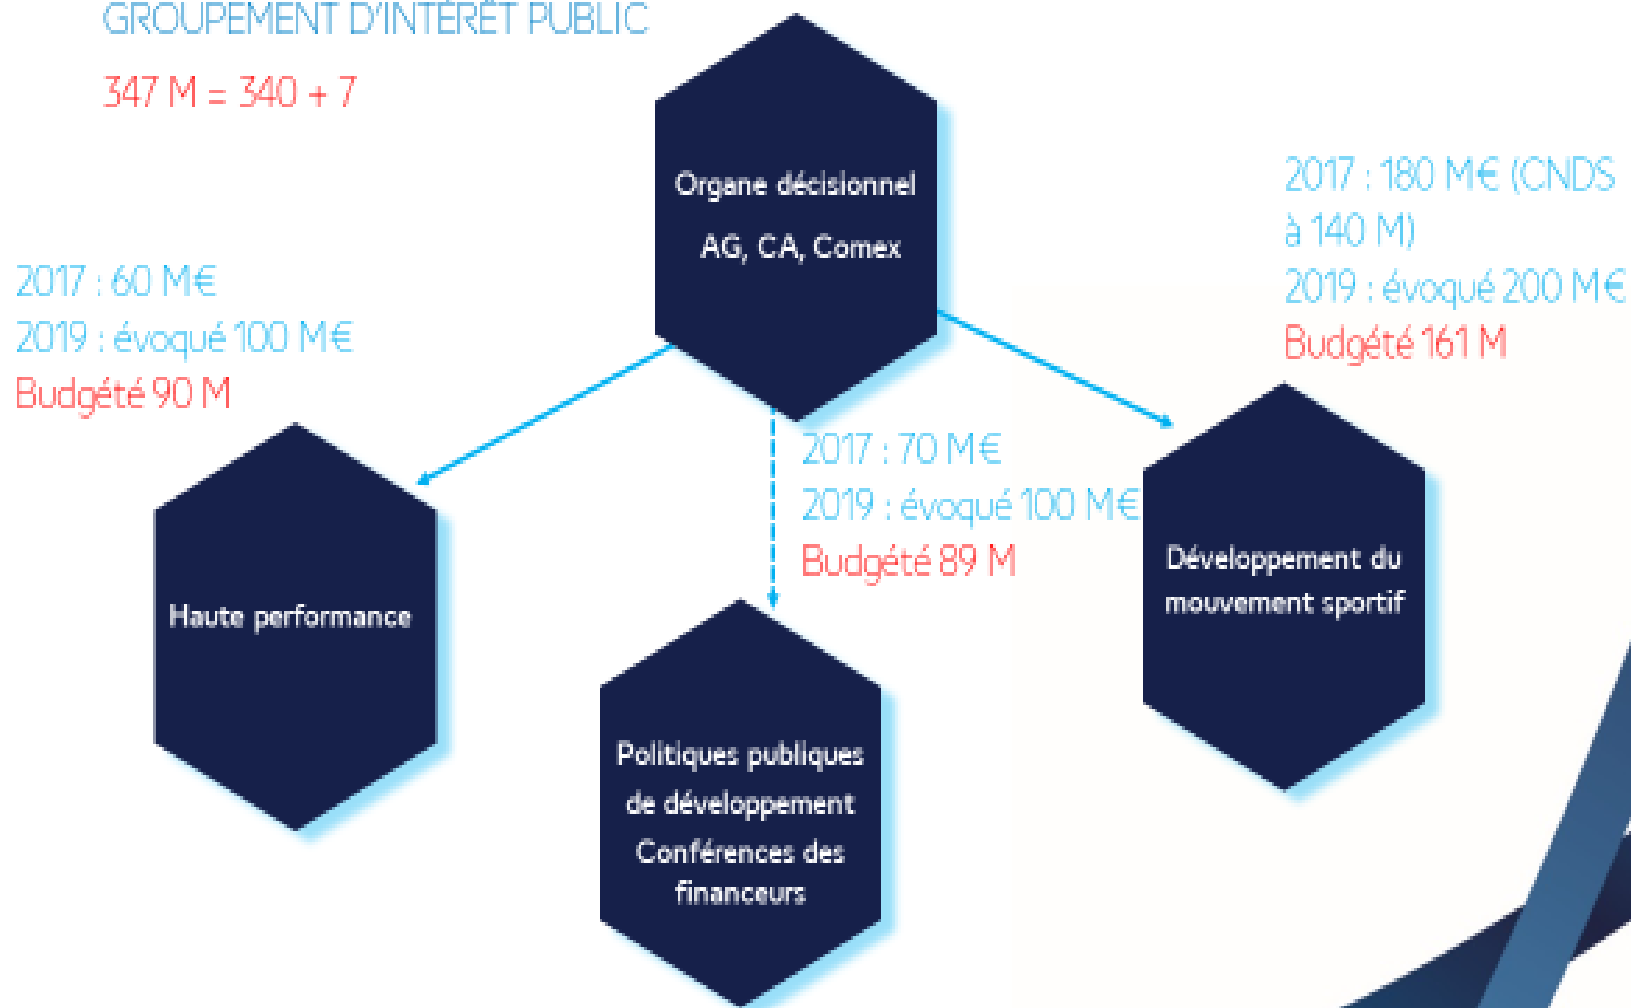 GROUPEMENT D'INTÉRÊT PUBLIC
347 M = 340 + 7
Organe décisionnel
AG, CA, Comex
2017 : 180 M€ (CNDS
à 140 M)
2019 : évoqué 200 M€
Budgété 161 M
2017 : 60 M€
2019 : évoqué 100 M€
Budgété 90 M
2017 : 70 M€
2019 : évoqué 100 M€
Budgété 89 M
Haute performance
Développement du
mouvement sportif
Politiques publiques
de développement
Conférences des
financeurs